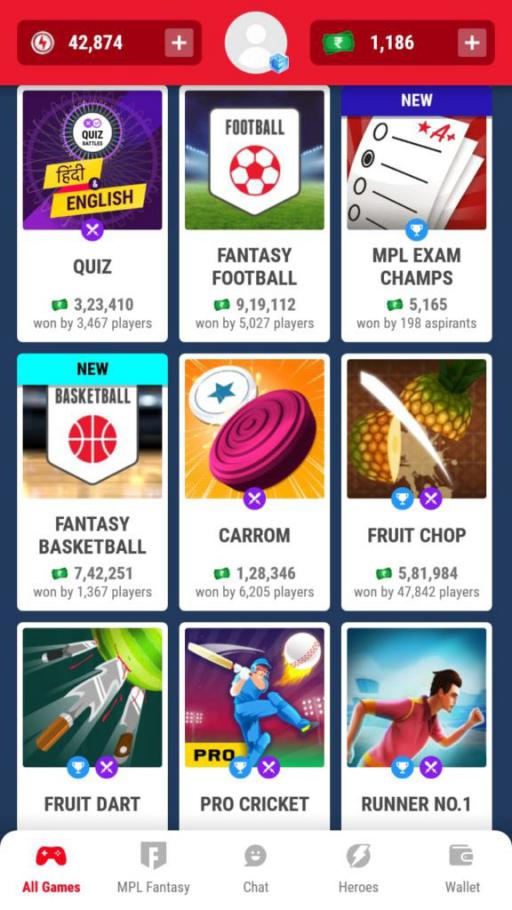 42,874
1,186
QUIZ
BATTLES
हिंदी
&
ENGLISH
QUIZ
3,23,410
won by 3,467 players
FOOTBALL
FANTASY
FOOTBALL
9,19,112
won by 5,027 players
NEW
A+
MPL EXAM
CHAMPS
5,165
won by 198 aspirants
NEW
BASKETBALL
FANTASY
BASKETBALL
7,42,251
won by 1,367 players
CARROM
1,28,346
won by 6,205 players
FRUIT CHOP
5,81,984
won by 47,842 players
FRUIT DART
PRO
PRO CRICKET
RUNNER NO.1
All Games
MPL Fantasy
Chat
Heroes
Wallet